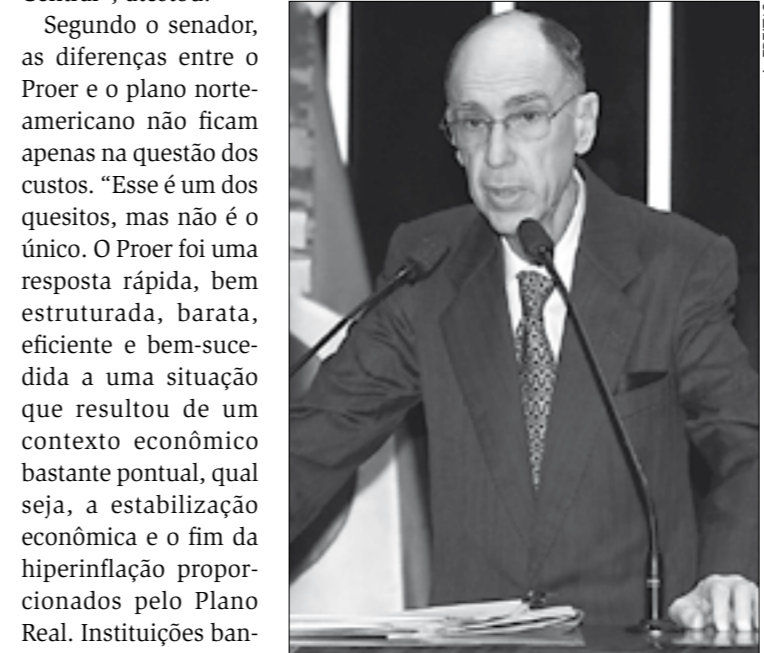 Segundo o senador,
as diferenças entre o
Proer e o plano norte-
americano não ficam
apenas na questão dos
custos. “Esse é um dos
quesitos, mas não é o
único. O Proer foi uma
resposta rápida, bem
estruturada, barata,
eficiente e bem-suce-
dida a uma situação
que resultou de um
contexto econômico
bastante pontual, qual
seja, a estabilização
econômica e o fim da
hiperinflação propor-
cionados pelo Plano
Real. Instituições ban-